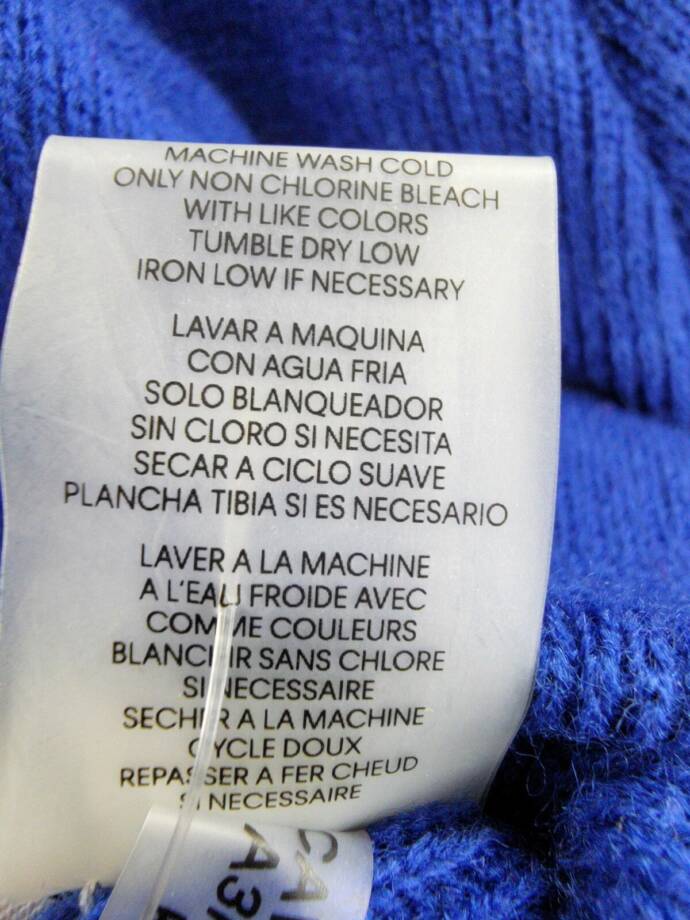 MACHINE WASH COLD
ONLY NON CHLORINE BLEACH
WITH LIKE COLORS
TUMBLE DRY LOW
IRON LOW IF NECESSARY
LAVAR A MAQUINA
CON AGUA FRIA
SOLO BLANQUEADOR
SIN CLORO SI NECESITA
SECAR A CICLO SUAVE
PLANCHA TIBIA SI ES NECESARIO
LAVER A LA MACHINE
A L'EAU FROIDE AVEC
COMME COULEURS
BLANCHIR SANS CHLORE
SI NECESSAIRE
SECHER A LA MACHINE
CYCLE DOUX
REPASSER A FER CHEUD
SI NECESSAIRE